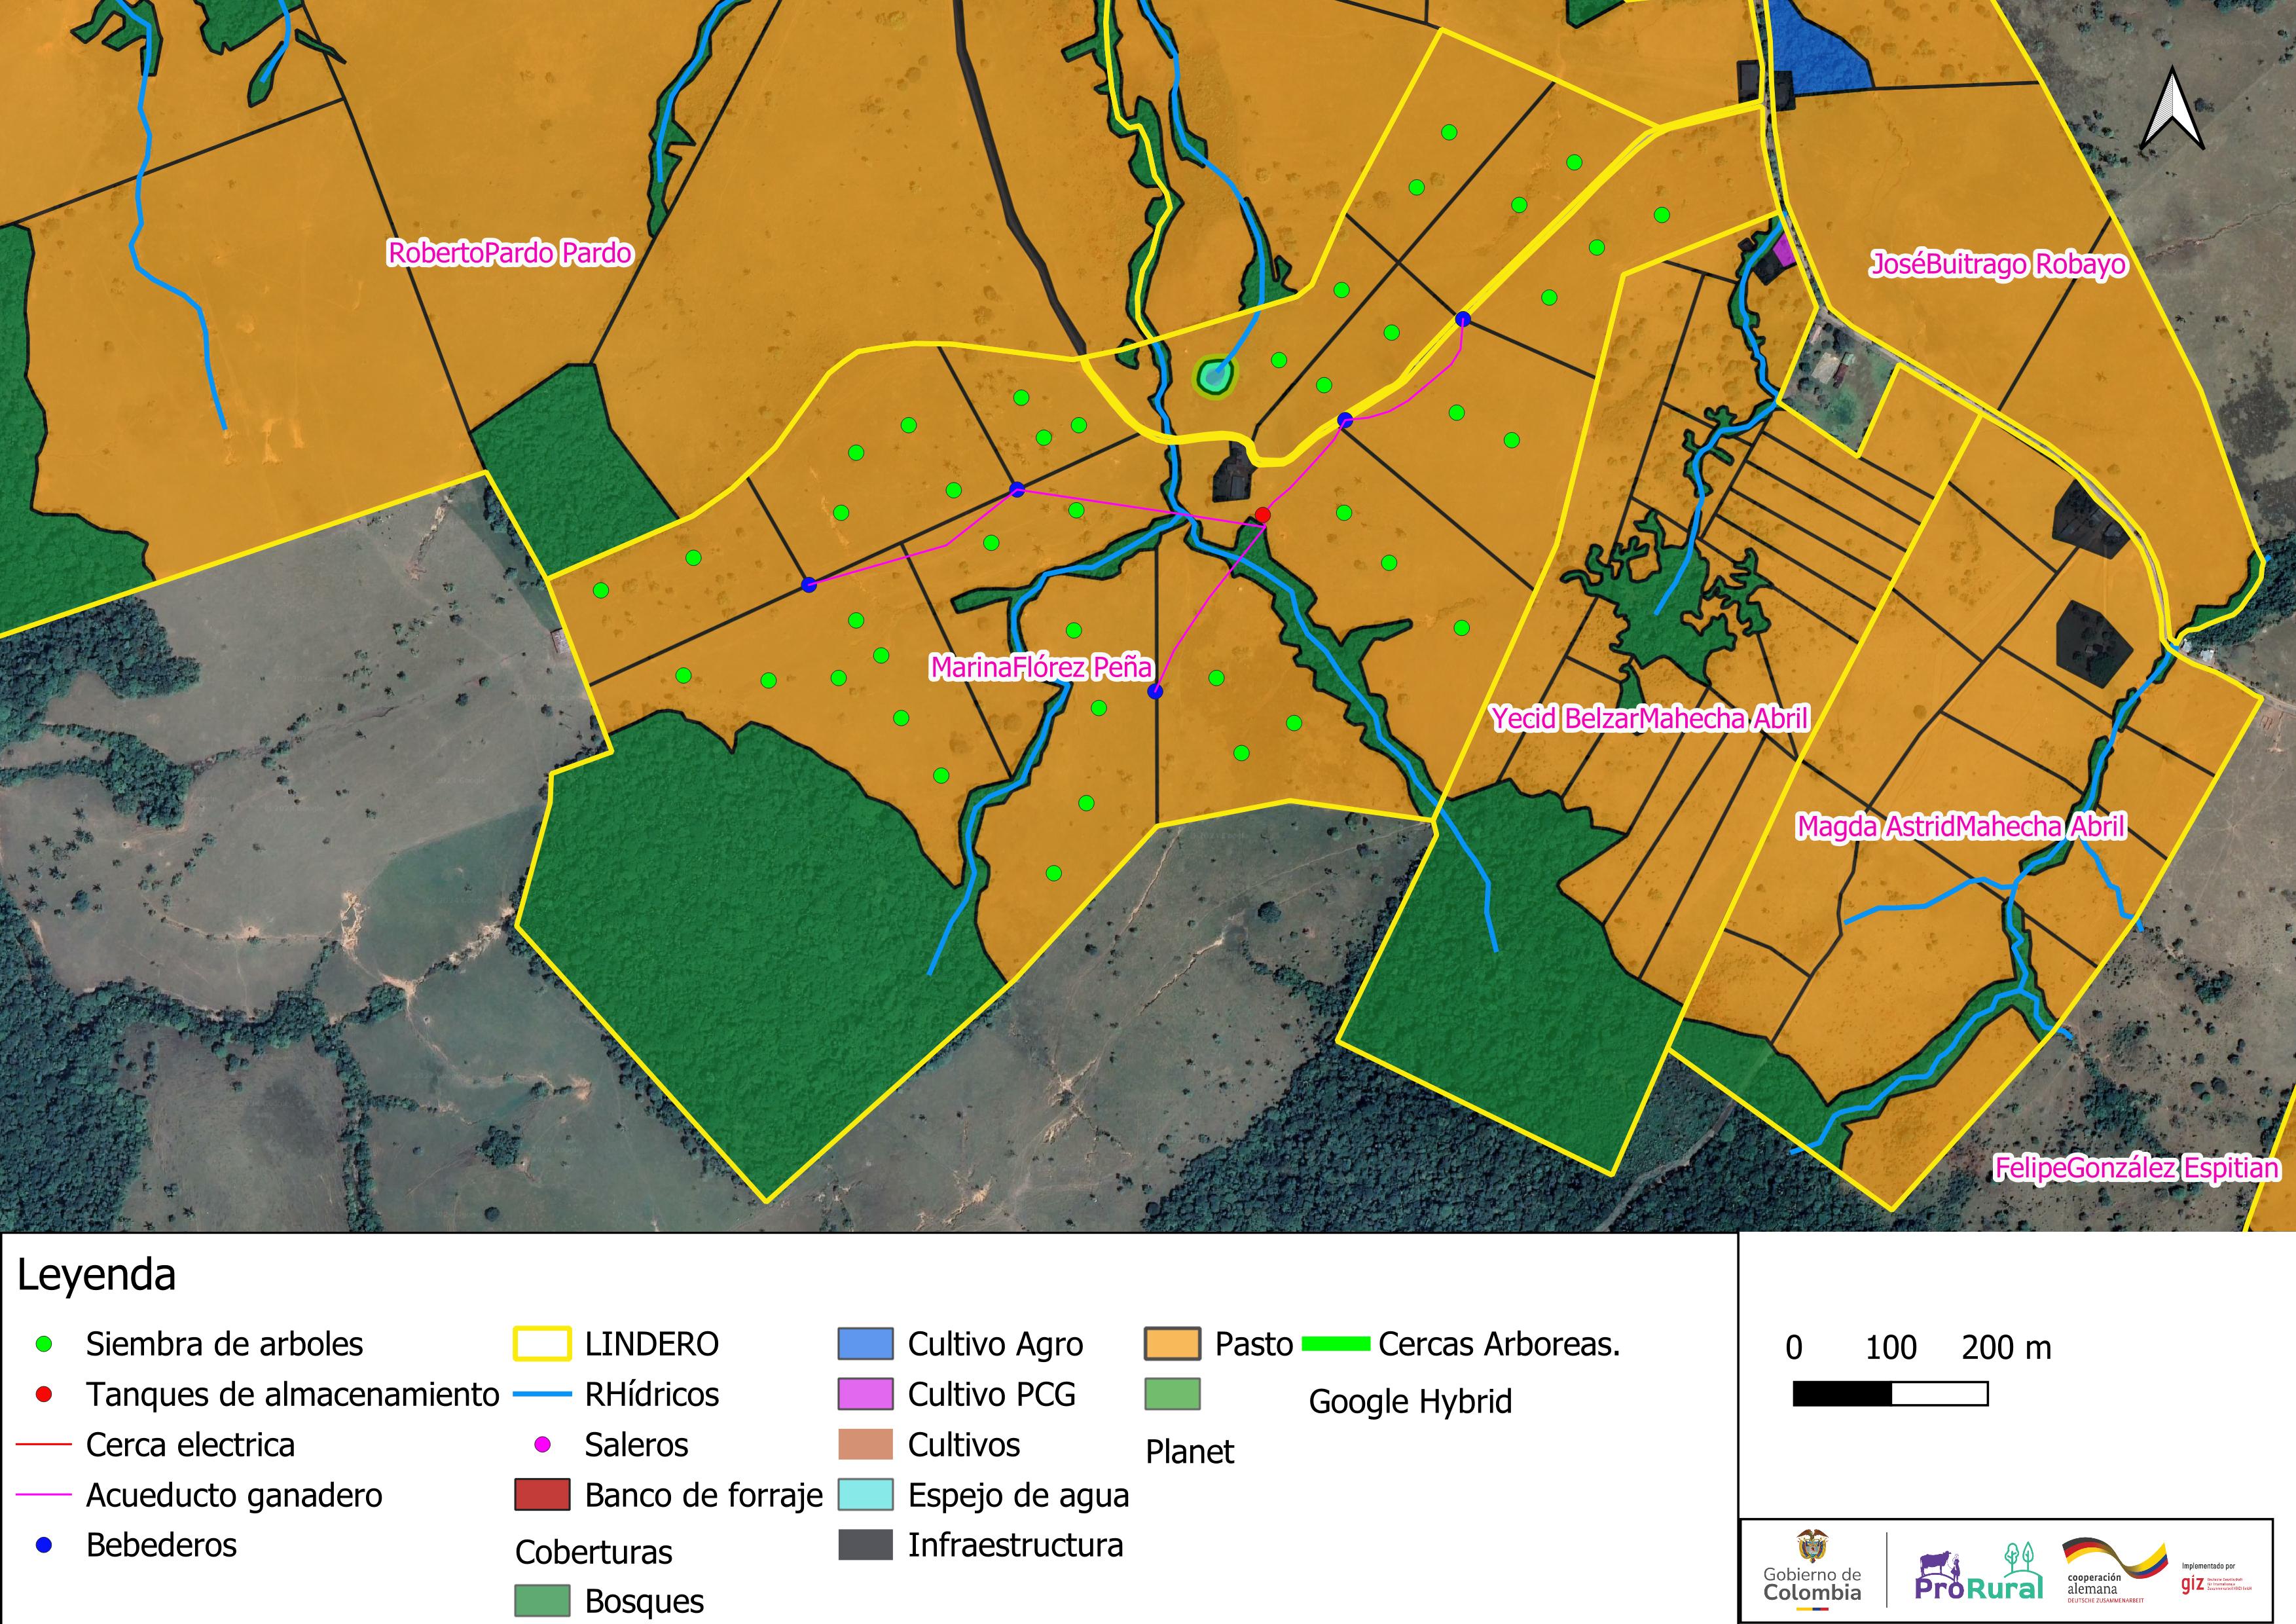 RobertoPardo Pardo
JoséBuitrago Robayo
MarinaFlórez Peña
Yecid BelzarMahecha Abril
Magda AstridMahecha Abril
FelipeGonzález Espitian
Leyenda
Siembra de arboles
Tanques de almacenamiento
Cerca electrica
Acueducto ganadero
Bebederos
LINDERO
RHídricos
Saleros
Banco de forraje
Coberturas
Bosques
Cultivo Agro
Cultivo PCG
Cultivos
Espejo de agua
Infraestructura
Pasto
Planet
Cercas Arboreas.
Google Hybrid
0 100 200 m
Gobierno de
Colombia
ProRural
cooperación
alemana
DEUTSCHE ZUSAMMENARBEIT
Implementado por
giz